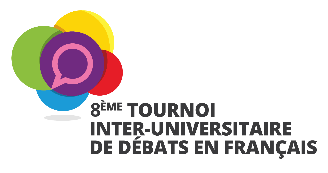 8ÈME TOURNOI
INTER-UNIVERSITAIRE
DE DÉBATS EN FRANÇAIS